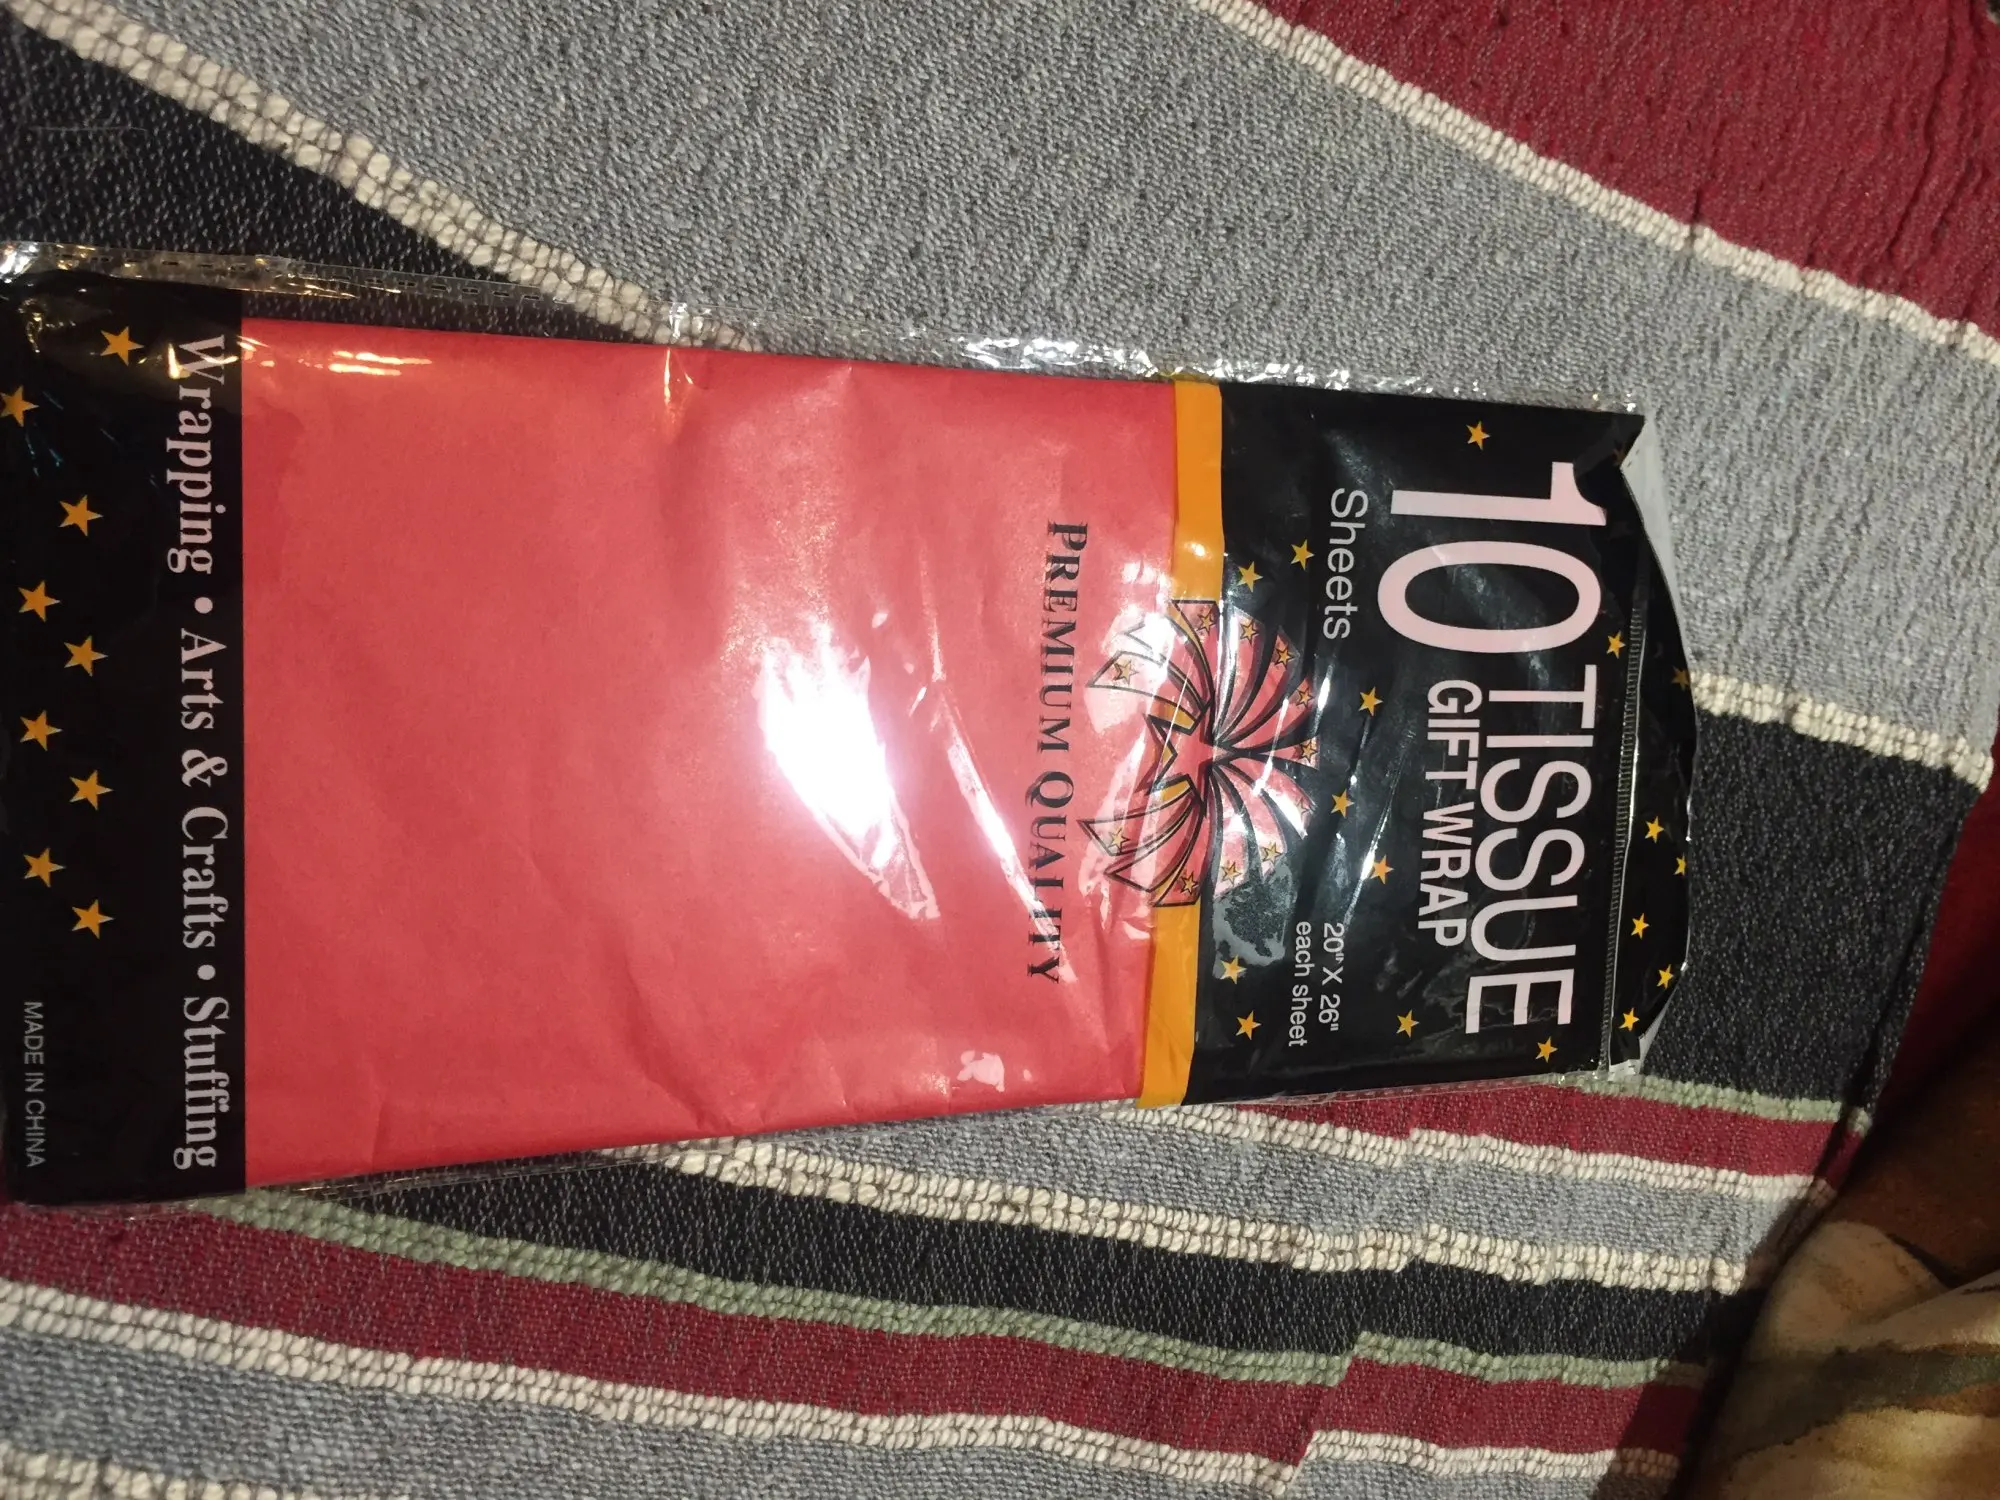 10 TISSUE
GIFT WRAP
Sheets
20" X 26"
each sheet
PREMIUM QUALITY
Wrapping • Arts & Crafts • Stuffing
MADE IN CHINA